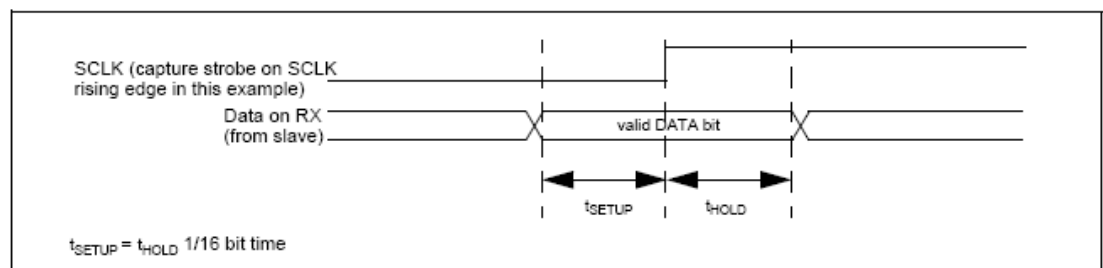 SCLK (capture strobe on SCLK
rising edge in this example)
Data on RX
(from slave)
valid DATA bit
tSETUP
tHOLD
tSETUP = tHOLD 1/16 bit time